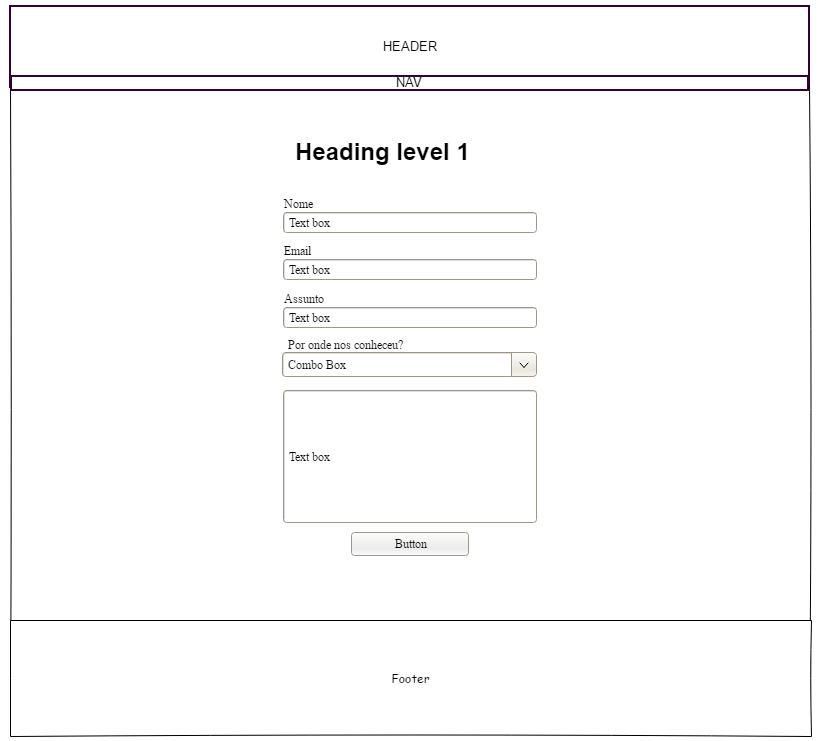 HEADER
NAV
Heading level 1
Nome
Text box
Email
Text box
Assunto
Text box
Por onde nos conheceu?
Combo Box
Text box
Button
Footer